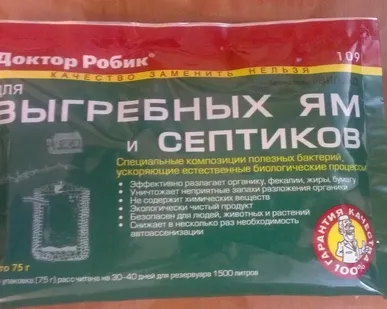 Доктор Робик®
109
КАЧЕСТВО ЗАМЕНИТЬ НЕЛЬЗЯ
для
ВЫГРЕБНЫХ ЯМ
и СЕПТИКОВ
Специальные композиции полезных бактерий,
ускоряющие естественные биологические процессы
• Эффективно разлагает органику, фекалии, жиры, бумагу
• Уничтожает неприятные запахи разложения органики
• Не содержит химических веществ
• Экологически чистый продукт
• Безопасен для людей, животных и растений
• Снижает в несколько раз необходимость
ассенизации
ГАРАНТИЯ КАЧЕСТВА
100%
75 г
упаковка (75 г) рассчитана на 30-40 дней для резервуара 1500 литров